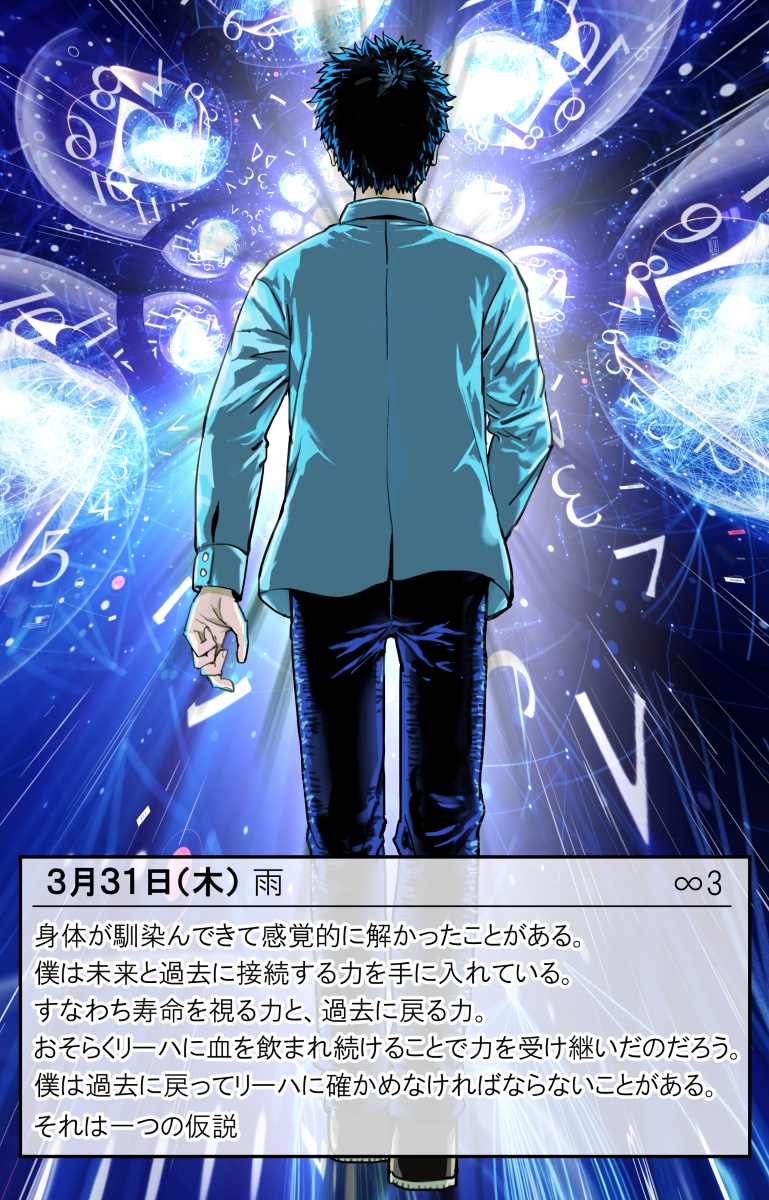 3月31日（木） 雨 ∞3
身体が馴染んできて感覚的に解かったことがある。
僕は未来と過去に接続する力を手に入れている。
すなわち寿命を視る力と、過去に戻る力。
おそらくリーハに血を飲まれ続けることで力を受け継いだのだろう。
僕は過去に戻ってリーハに確かめなければならないことがある。
それは一つの仮説